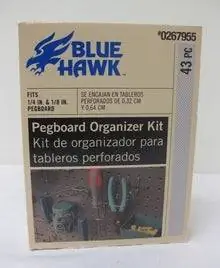 #0267955
BLUE
HAWK™
43 PC
FITS
1/4 IN. & 1/8 IN.
PEGBOARD
SE ENCAJAN EN TABLEROS
PERFORADOS DE 0,32 CM
Y 0,64 CM
Pegboard Organizer Kit
Kit de organizador para
tableros perforados